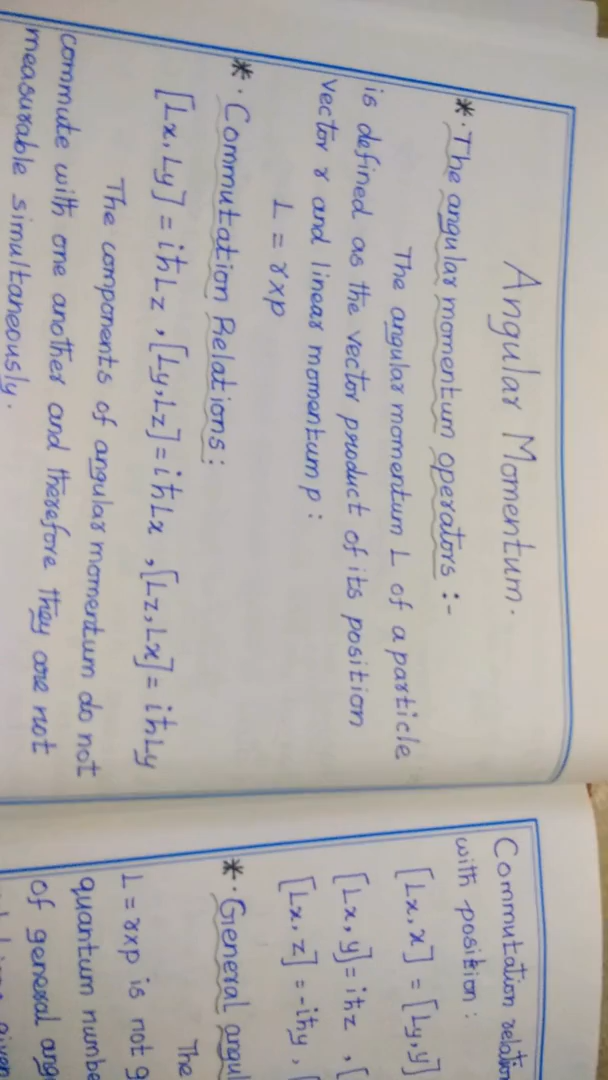 Angular Momentum.
*. The angular momentum operators :-
The angular momentum L of a particle
is defined as the vector product of its position
vector r and linear momentum p :
L = r x p
*. Commutation Relations :
[Lx, Ly] = iħLz , [Ly, Lz] = iħLx , [Lz, Lx] = iħLy
The components of angular momentum do not
commute with one another and therefore they are not
measurable simultaneously.
Commutation relation
with position :
[Lx, x] = [Ly, y]
[Lx, y] = iħz , [
[Lx, z] = -iħy , [
*. General angul
The
L = r x p is not g
quantum numbe
of general ang